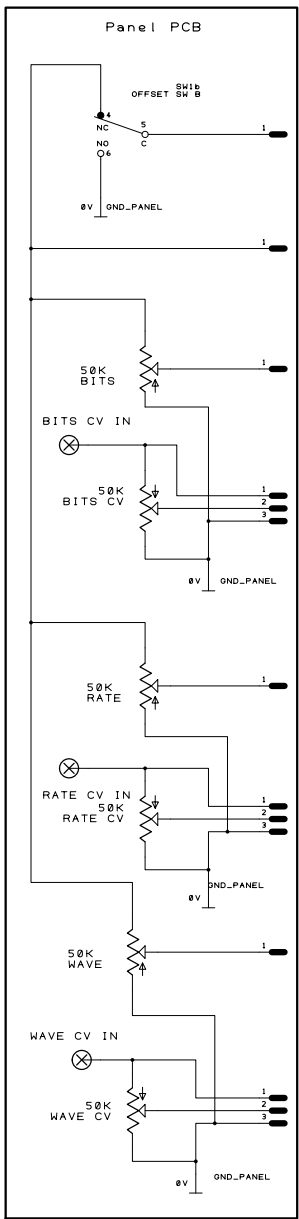 Panel PCB
SW1b
OFFSET SW B
4
NC
5
C
NO
6
1
0V GND_PANEL
1
50K
BITS
1
BITS CV IN
50K
BITS CV
1
2
3
0V GND_PANEL
50K
RATE
1
RATE CV IN
50K
RATE CV
1
2
3
GND_PANEL
0V
50K
WAVE
1
WAVE CV IN
50K
WAVE CV
1
2
3
GND_PANEL
0V